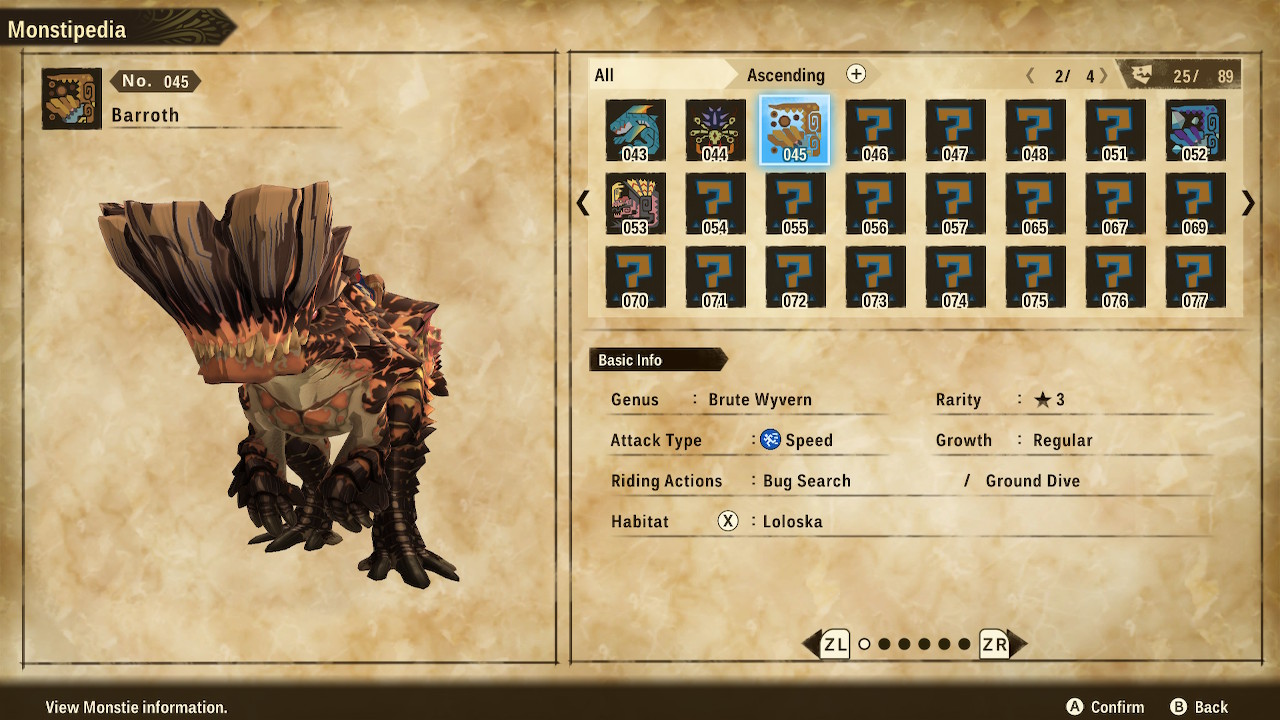 Monstipedia
No. 045
Barroth
All
Ascending
2/ 4
25/ 89
043 044 045 046 047 048 051 052
053 054 055 056 057 065 067 069
070 071 072 073 074 075 076 077
Basic Info
Genus : Brute Wyvern
Rarity : ★ 3
Attack Type : Speed
Growth : Regular
Riding Actions : Bug Search / Ground Dive
Habitat X : Loloska
ZL ZR
View Monstie information.
A Confirm B Back